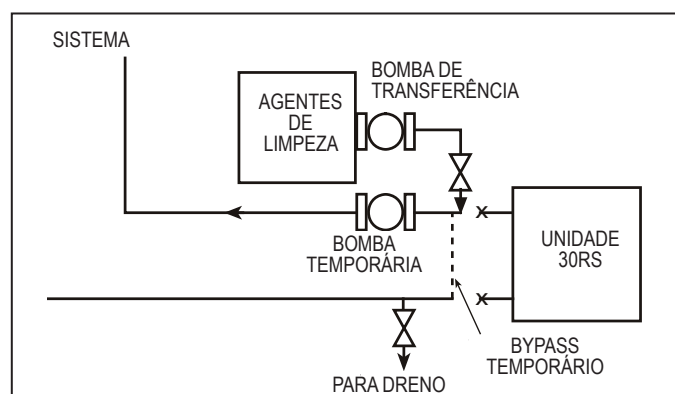 SISTEMA
BOMBA DE
TRANSFERÊNCIA
AGENTES
DE
LIMPEZA
BOMBA
TEMPORÁRIA
X
X
UNIDADE
30RS
BYPASS
TEMPORÁRIO
PARA DRENO